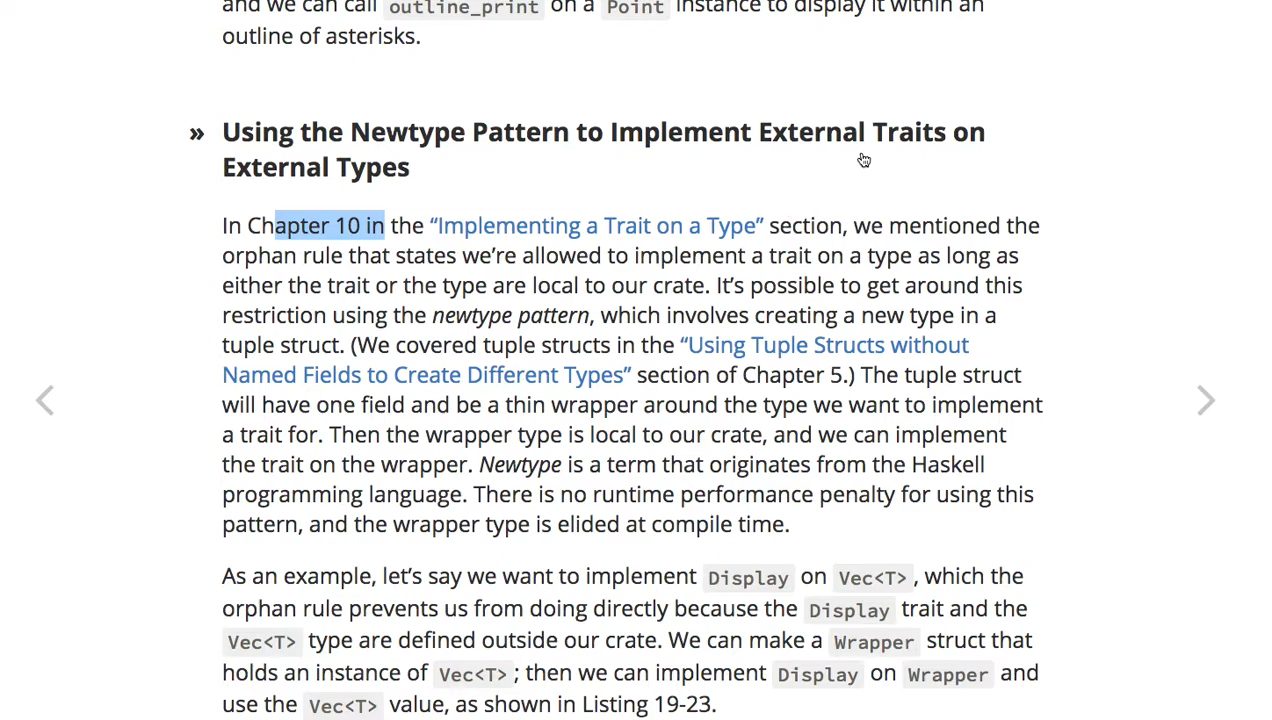 and we can call outline_print on a Point instance to display it within an
outline of asterisks.
» Using the Newtype Pattern to Implement External Traits on
External Types
In Chapter 10 in the “Implementing a Trait on a Type” section, we mentioned the
orphan rule that states we’re allowed to implement a trait on a type as long as
either the trait or the type are local to our crate. It’s possible to get around this
restriction using the newtype pattern, which involves creating a new type in a
tuple struct. (We covered tuple structs in the “Using Tuple Structs without
Named Fields to Create Different Types” section of Chapter 5.) The tuple struct
will have one field and be a thin wrapper around the type we want to implement
a trait for. Then the wrapper type is local to our crate, and we can implement
the trait on the wrapper. Newtype is a term that originates from the Haskell
programming language. There is no runtime performance penalty for using this
pattern, and the wrapper type is elided at compile time.
As an example, let’s say we want to implement Display on Vec<T>, which the
orphan rule prevents us from doing directly because the Display trait and the
Vec<T> type are defined outside our crate. We can make a Wrapper struct that
holds an instance of Vec<T>; then we can implement Display on Wrapper and
use the Vec<T> value, as shown in Listing 19-23.